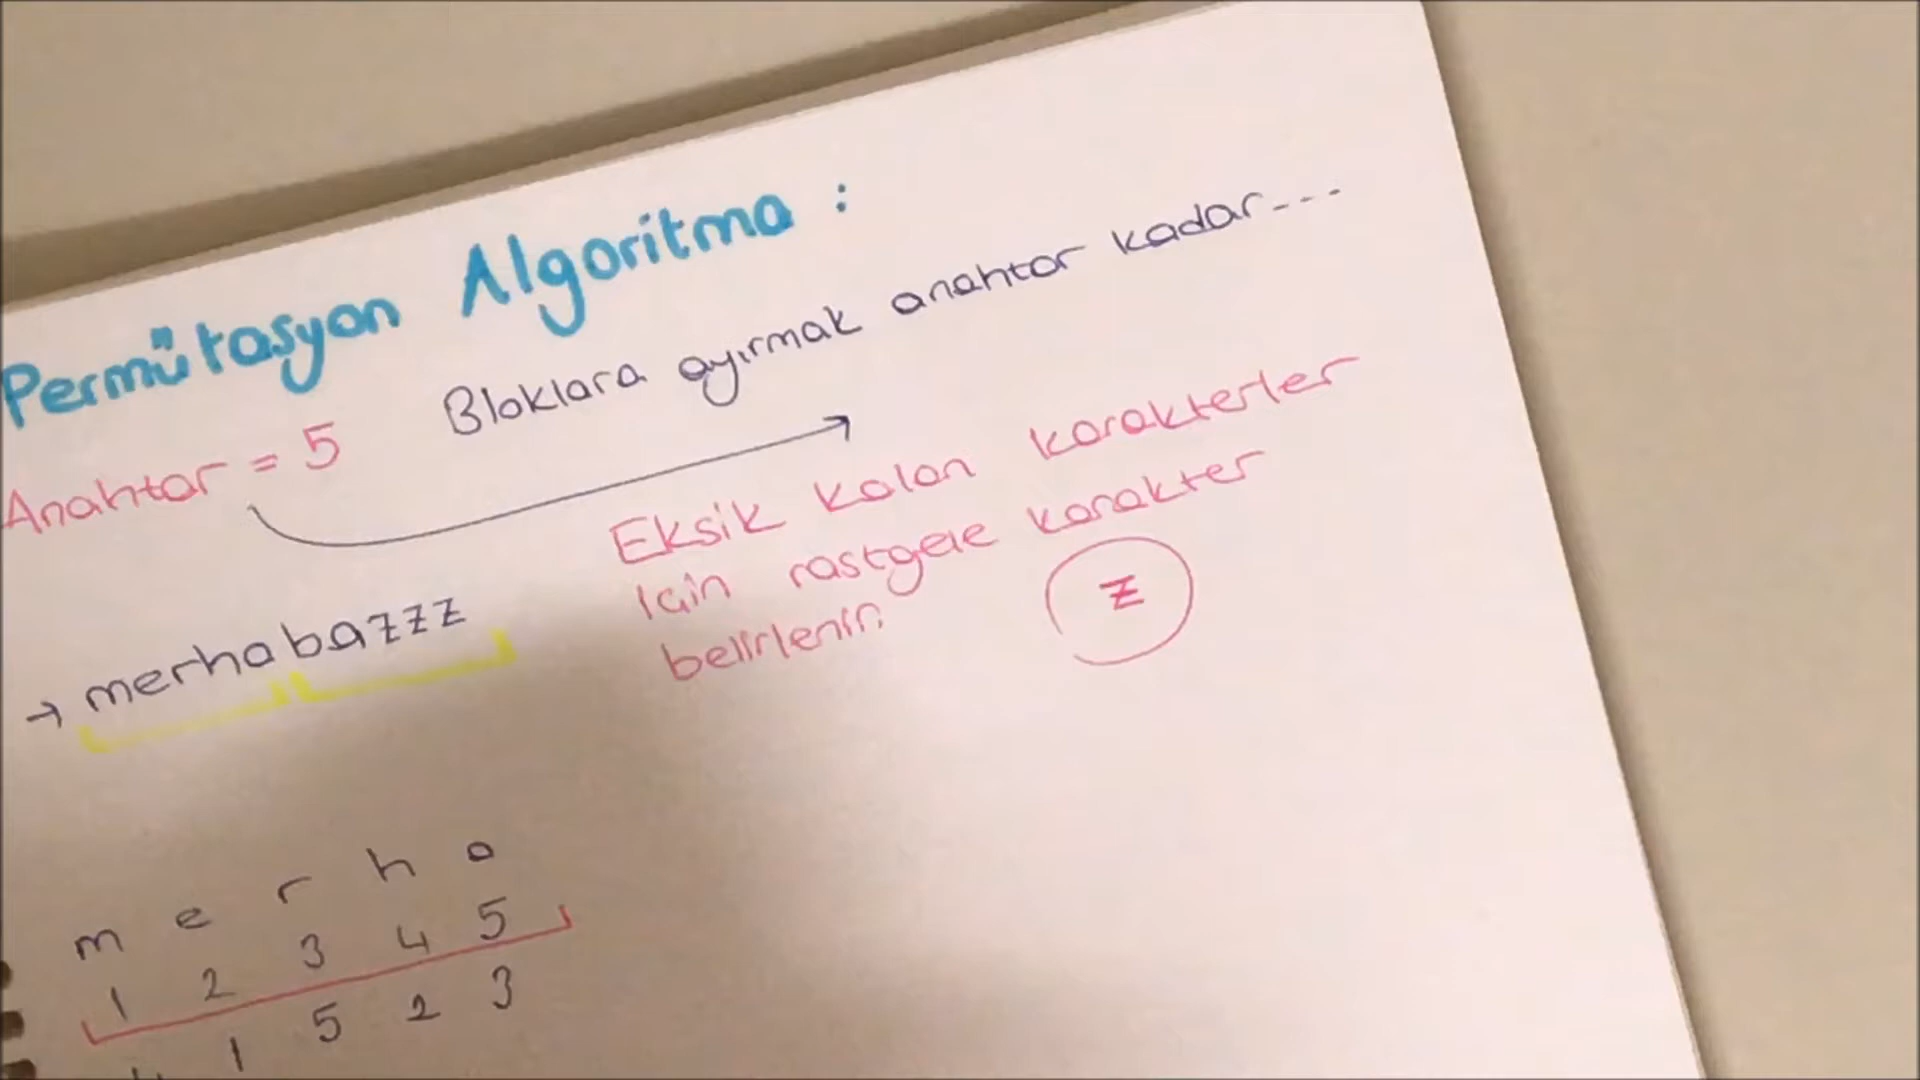 Permütasyon Algoritma :
Anahtar = 5 Bloklara ayırmak anahtar kadar...
Eksik kalan karakterler
için rastgele karakter
belirlenir. z
→ merhabazzz
m e r h a
1 2 3 4 5
4 1 5 2 3